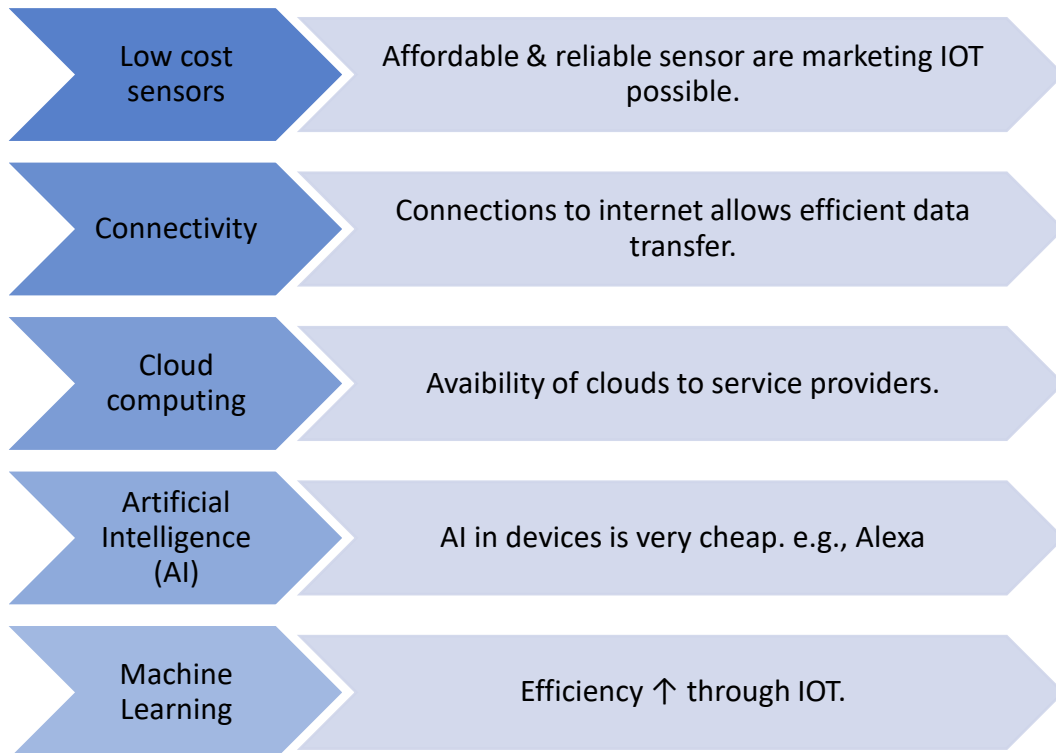 Low cost
sensors
Affordable & reliable sensor are marketing IOT
possible.
Connectivity
Connections to internet allows efficient data
transfer.
Cloud
computing
Avaibility of clouds to service providers.
Artificial
Intelligence
(AI)
AI in devices is very cheap. e.g., Alexa
Machine
Learning
Efficiency ↑ through IOT.